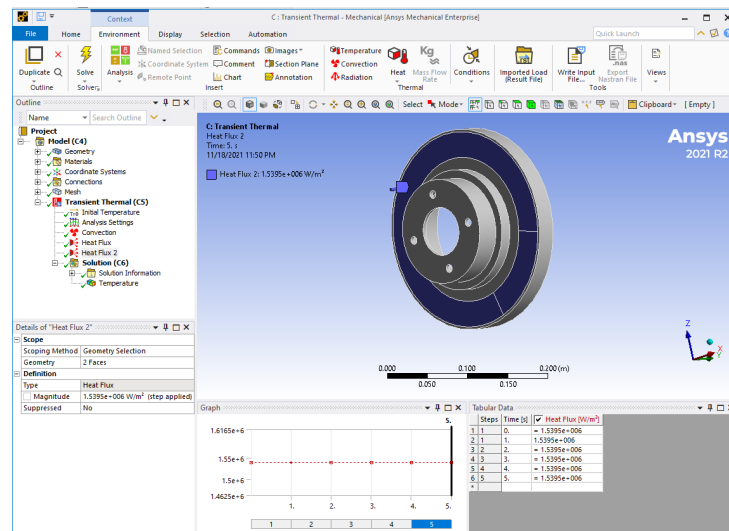 C : Transient Thermal - Mechanical [Ansys Mechanical Enterprise]
Context
File Home Environment Display Selection Automation
Quick Launch
Duplicate
Outline
Solve
Solver
Analysis
Named Selection
Coordinate System
Remote Point
Commands
Comment
Chart
Images
Section Plane
Annotation
Insert
Temperature
Convection
Radiation
Heat
Mass Flow Rate
Thermal
Conditions
Imported Load (Result File)
Write Input File...
Export Nastran File
Tools
Views
Outline
Name Search Outline
Project
Model (C4)
Geometry
Materials
Coordinate Systems
Connections
Mesh
Transient Thermal (C5)
Initial Temperature
Analysis Settings
Convection
Heat Flux
Heat Flux 2
Solution (C6)
Solution Information
Temperature
Select Mode Clipboard [ Empty ]
C: Transient Thermal
Heat Flux 2
Time: 5. s
11/18/2021 11:50 PM
Heat Flux 2: 1.5395e+006 W/m²
Ansys
2021 R2
Z
X
Y
0.000 0.100 0.200 (m)
0.050 0.150
Details of "Heat Flux 2"
Scope
Scoping Method Geometry Selection
Geometry 2 Faces
Definition
Type Heat Flux
Magnitude 1.5395e+006 W/m² (step applied)
Suppressed No
Graph
5.
1.6165e+6
1.55e+6
1.5e+6
1.4625e+6
1. 2. 3. 4. 5.
1 2 3 4 5
Tabular Data
Steps Time [s] Heat Flux [W/m²]
1 1 0. = 1.5395e+006
2 1 1. 1.5395e+006
3 2 2. = 1.5395e+006
4 3 3. = 1.5395e+006
5 4 4. = 1.5395e+006
6 5 5. = 1.5395e+006
*